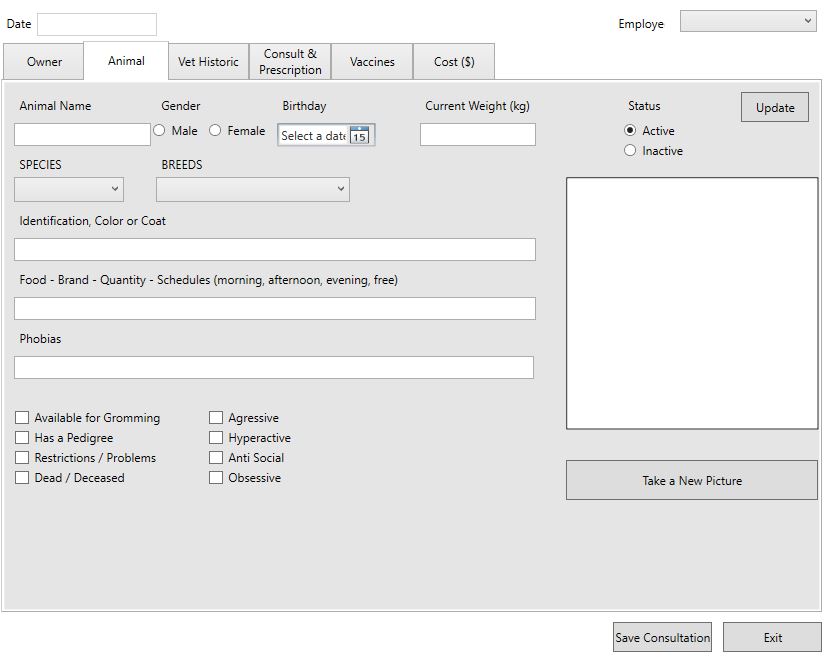 Date
Employe
Owner
Animal
Vet Historic
Consult &
Prescription
Vaccines
Cost ($)
Animal Name
Gender
Birthday
Current Weight (kg)
Status
Update
Male
Female
Select a dat
15
Active
Inactive
SPECIES
BREEDS
Identification, Color or Coat
Food - Brand - Quantity - Schedules (morning, afternoon, evening, free)
Phobias
Available for Gromming
Agressive
Has a Pedigree
Hyperactive
Restrictions / Problems
Anti Social
Dead / Deceased
Obsessive
Take a New Picture
Save Consultation
Exit